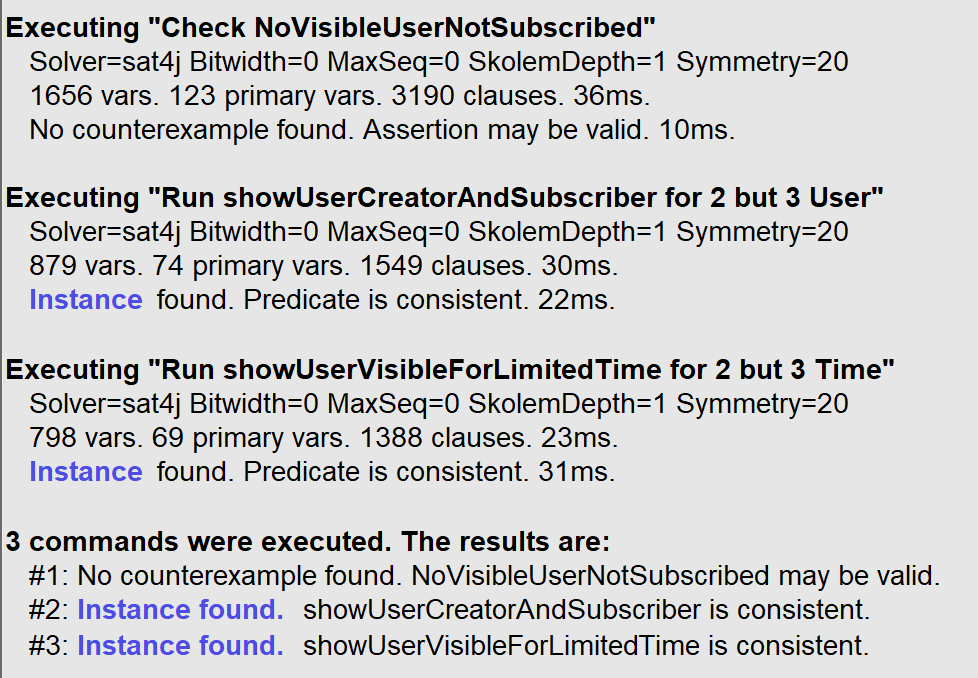 Executing "Check NoVisibleUserNotSubscribed"
Solver=sat4j Bitwidth=0 MaxSeq=0 SkolemDepth=1 Symmetry=20
1656 vars. 123 primary vars. 3190 clauses. 36ms.
No counterexample found. Assertion may be valid. 10ms.
Executing "Run showUserCreatorAndSubscriber for 2 but 3 User"
Solver=sat4j Bitwidth=0 MaxSeq=0 SkolemDepth=1 Symmetry=20
879 vars. 74 primary vars. 1549 clauses. 30ms.
Instance found. Predicate is consistent. 22ms.
Executing "Run showUserVisibleForLimitedTime for 2 but 3 Time"
Solver=sat4j Bitwidth=0 MaxSeq=0 SkolemDepth=1 Symmetry=20
798 vars. 69 primary vars. 1388 clauses. 23ms.
Instance found. Predicate is consistent. 31ms.
3 commands were executed. The results are:
#1: No counterexample found. NoVisibleUserNotSubscribed may be valid.
#2: Instance found. showUserCreatorAndSubscriber is consistent.
#3: Instance found. showUserVisibleForLimitedTime is consistent.